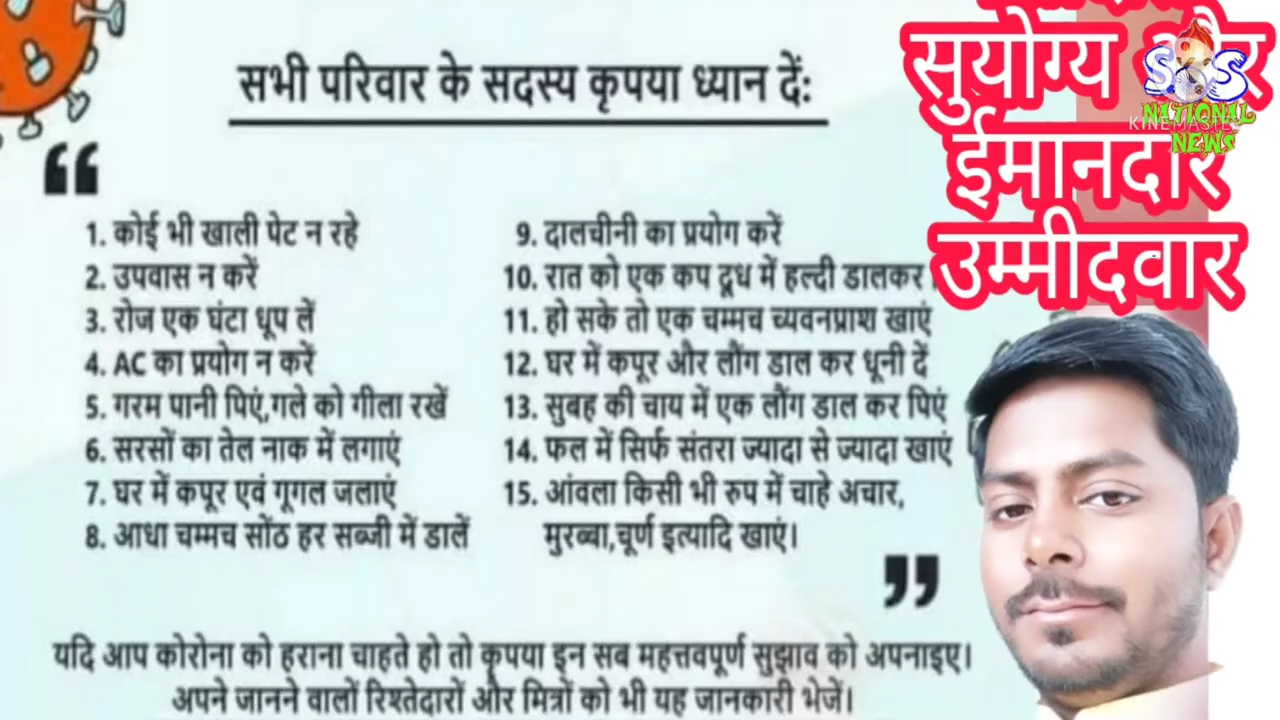 सभी परिवार के सदस्य कृपया ध्यान दें:
1. कोई भी खाली पेट न रहे
2. उपवास न करें
3. रोज एक घंटा धूप लें
4. AC का प्रयोग न करें
5. गरम पानी पिएं,गले को गीला रखें
6. सरसों का तेल नाक में लगाएं
7. घर में कपूर एवं गूगल जलाएं
8. आधा चम्मच सोंठ हर सब्जी में डालें
9. दालचीनी का प्रयोग करें
10. रात को एक कप दूध में हल्दी डालकर
11. हो सके तो एक चम्मच च्यवनप्राश खाएं
12. घर में कपूर और लौंग डाल कर धूनी दें
13. सुबह की चाय में एक लौंग डाल कर पिएं
14. फल में सिर्फ संतरा ज्यादा से ज्यादा खाएं
15. आंवला किसी भी रुप में चाहे अचार,
मुरब्बा,चूर्ण इत्यादि खाएं।
यदि आप कोरोना को हराना चाहते हो तो कृपया इन सब महत्तवपूर्ण सुझाव को अपनाइए।
अपने जानने वालों रिश्तेदारों और मित्रों को भी यह जानकारी भेजें।
सुयोग्य और
ईमानदार
उम्मीदवार
SOS
NATIONAL
KINEMASTER
NEWS